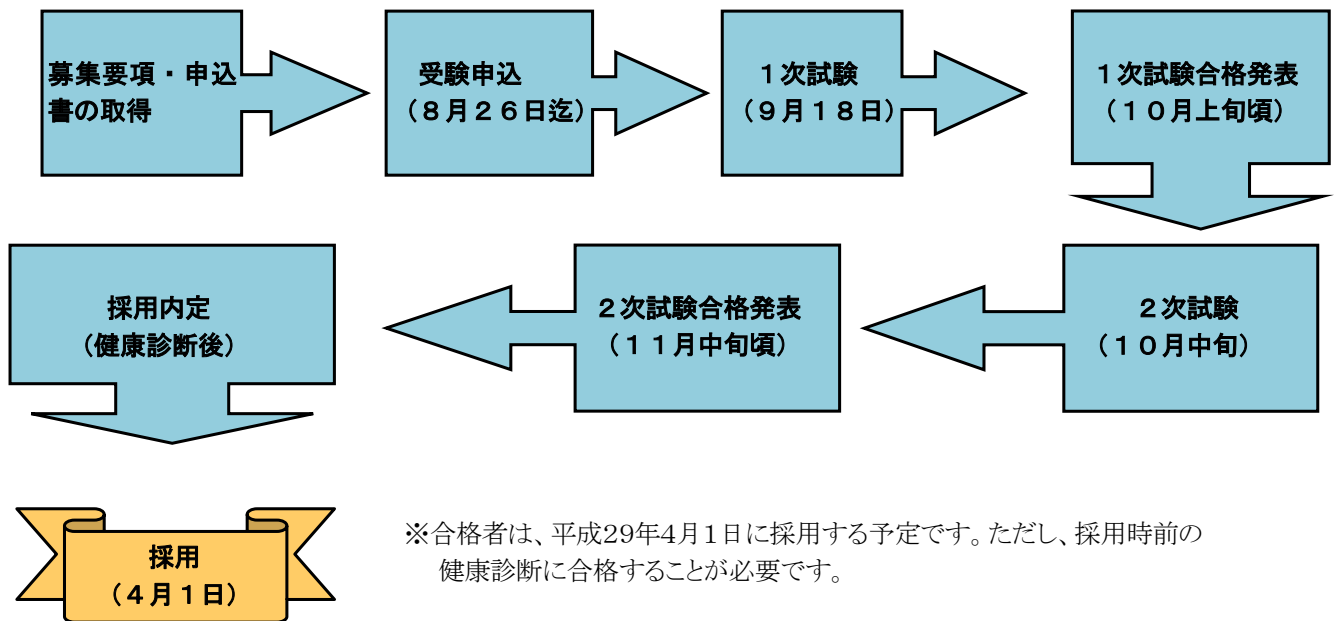 募集要項・申込
書の取得
受験申込
（８月２６日迄）
１次試験
（９月１８日）
１次試験合格発表
（１０月上旬頃）
２次試験
（１０月中旬）
２次試験合格発表
（１１月中旬頃）
採用内定
（健康診断後）
採用
（４月１日）
※合格者は、平成29年4月1日に採用する予定です。ただし、採用時前の
健康診断に合格することが必要です。